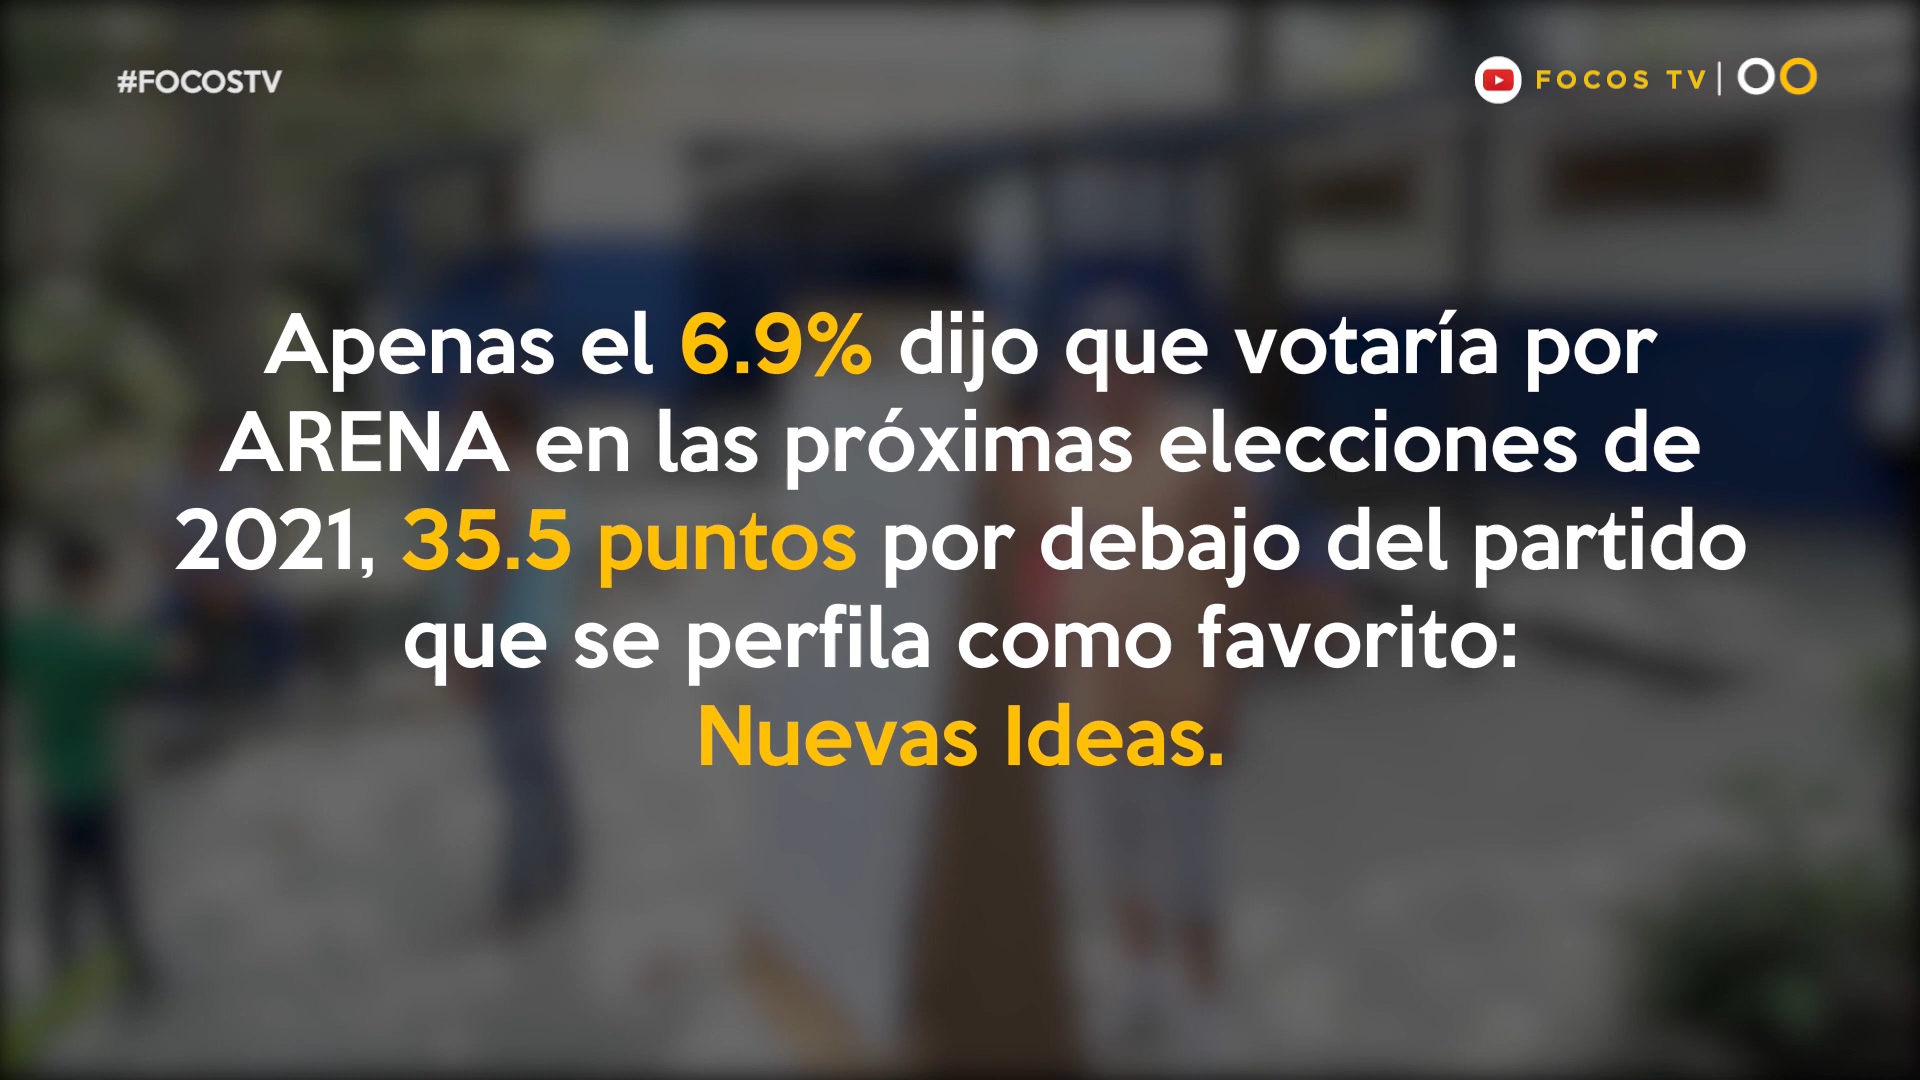 #FOCOSTV
FOCOS TV
Apenas el 6.9% dijo que votaría por
ARENA en las próximas elecciones de
2021, 35.5 puntos por debajo del partido
que se perfila como favorito:
Nuevas Ideas.